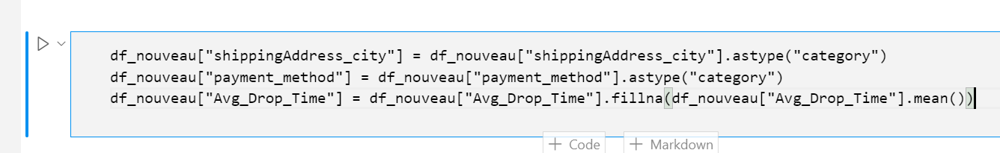 df_nouveau["shippingAddress_city"] = df_nouveau["shippingAddress_city"].astype("category")
df_nouveau["payment_method"] = df_nouveau["payment_method"].astype("category")
df_nouveau["Avg_Drop_Time"] = df_nouveau["Avg_Drop_Time"].fillna(df_nouveau["Avg_Drop_Time"].mean())
+ Code + Markdown